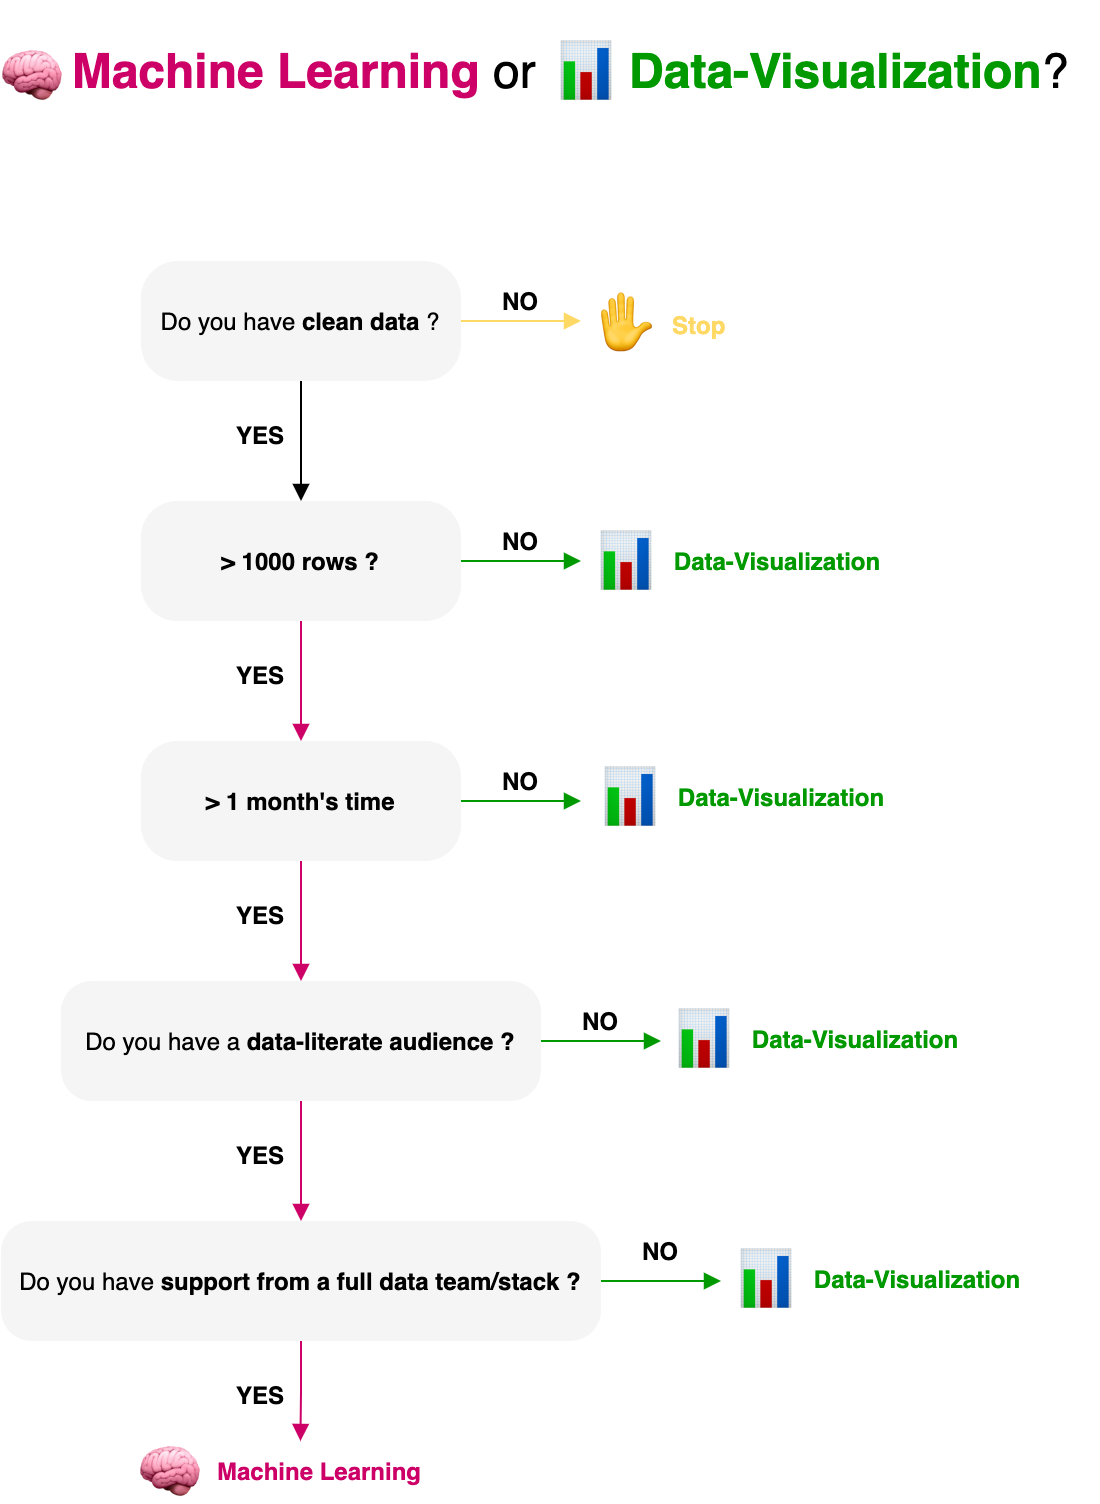 Machine Learning or Data-Visualization?
Do you have clean data ?
NO
Stop
YES
> 1000 rows ?
NO
Data-Visualization
YES
> 1 month's time
NO
Data-Visualization
YES
Do you have a data-literate audience ?
NO
Data-Visualization
YES
Do you have support from a full data team/stack ?
NO
Data-Visualization
YES
Machine Learning